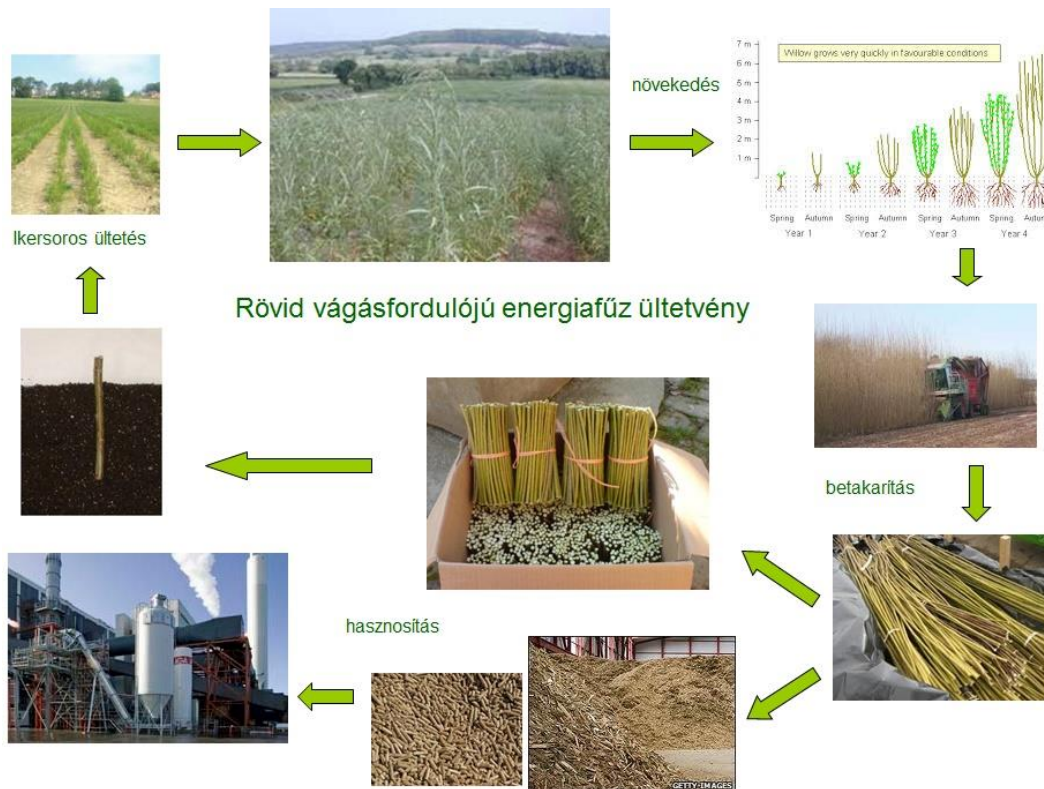 növekedés
Willow grows very quickly in favourable conditions
7 m
6 m
5 m
4 m
3 m
2 m
1 m
Spring Autumn Spring Autumn Spring Autumn Spring Autumn
Year 1 Year 2 Year 3 Year 4
Ikersoros ültetés
Rövid vágásfordulójú energiafűz ültetvény
betakarítás
hasznosítás
GETTY-IMAGES